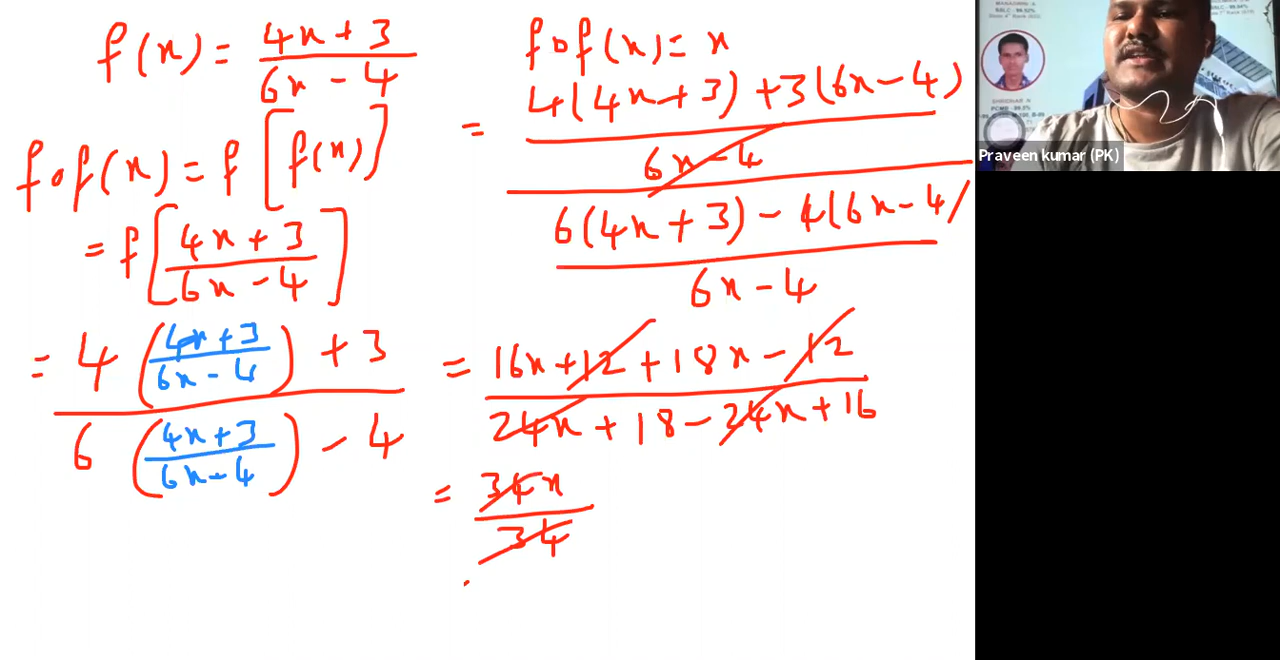 f(x) = 4x + 3 / 6x - 4
fof(x) = f [f(x)]
= f [4x + 3 / 6x - 4]
= 4 (4x + 3 / 6x - 4) + 3
6 (4x + 3 / 6x - 4) - 4
fof(x) = x
= 4(4x + 3) + 3(6x - 4)
6x - 4
6(4x + 3) - 4(6x - 4)
6x - 4
= 16x + 12 + 18x - 12
24x + 18 - 24x + 16
= 34x
34
Praveen kumar (PK)